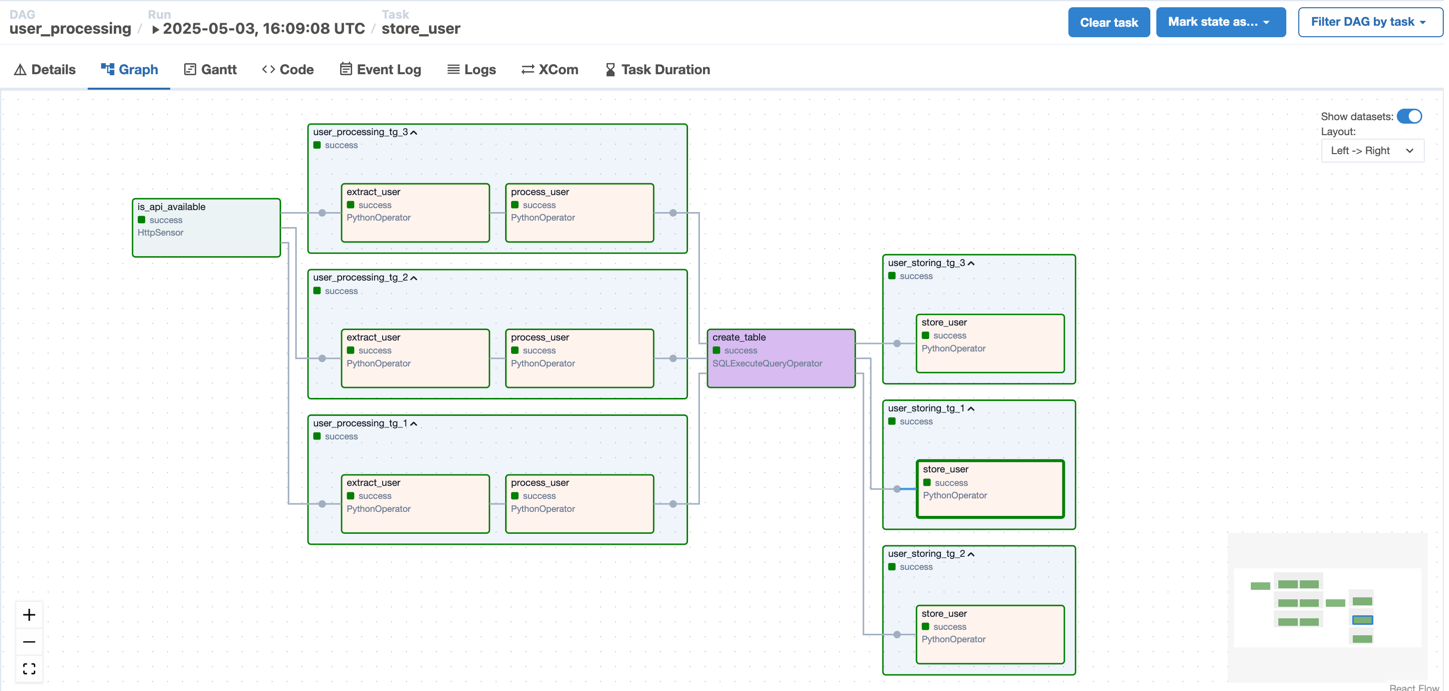 DAG
user_processing
/
Run
2025-05-03, 16:09:08 UTC
/
Task
store_user
Clear task
Mark state as...
Filter DAG by task
Details
Graph
Gantt
Code
Event Log
Logs
XCom
Task Duration
Show datasets:
Layout:
Left -> Right
is_api_available
success
HttpSensor
user_processing_tg_3
success
extract_user
success
PythonOperator
process_user
success
PythonOperator
user_processing_tg_2
success
extract_user
success
PythonOperator
process_user
success
PythonOperator
user_processing_tg_1
success
extract_user
success
PythonOperator
process_user
success
PythonOperator
create_table
success
SQLExecuteQueryOperator
user_storing_tg_3
success
store_user
success
PythonOperator
user_storing_tg_1
success
store_user
success
PythonOperator
user_storing_tg_2
success
store_user
success
PythonOperator
React Flow